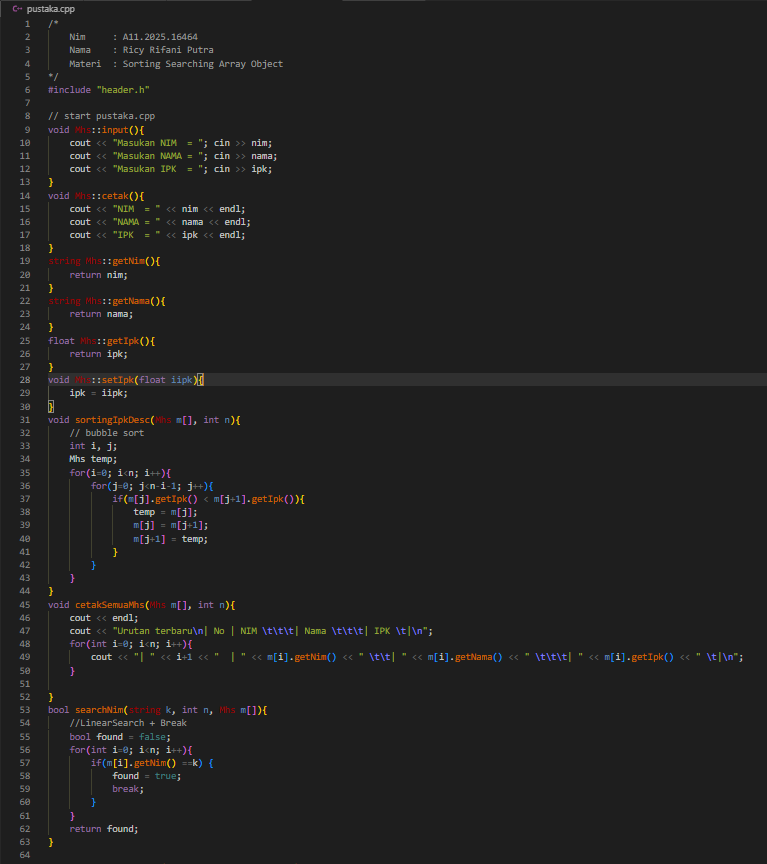 C++ pustaka.cpp
1 /*
2     Nim     : A11.2025.16464
3     Nama    : Ricy Rifani Putra
4     Materi  : Sorting Searching Array Object
5 */
6 #include "header.h"
7
8 // start pustaka.cpp
9 void Mhs::input(){
10     cout << "Masukan NIM  = "; cin >> nim;
11     cout << "Masukan NAMA = "; cin >> nama;
12     cout << "Masukan IPK  = "; cin >> ipk;
13 }
14 void Mhs::cetak(){
15     cout << "NIM  = " << nim << endl;
16     cout << "NAMA = " << nama << endl;
17     cout << "IPK  = " << ipk << endl;
18 }
19 string Mhs::getNim(){
20     return nim;
21 }
22 string Mhs::getNama(){
23     return nama;
24 }
25 float Mhs::getIpk(){
26     return ipk;
27 }
28 void Mhs::setIpk(float iipk){
29     ipk = iipk;
30 }
31 void sortingIpkDesc(Mhs m[], int n){
32     // bubble sort
33     int i, j;
34     Mhs temp;
35     for(i=0; i<n; i++){
36         for(j=0; j<n-i-1; j++){
37             if(m[j].getIpk() < m[j+1].getIpk()){
38                 temp = m[j];
39                 m[j] = m[j+1];
40                 m[j+1] = temp;
41             }
42         }
43     }
44 }
45 void cetakSemuaMhs(Mhs m[], int n){
46     cout << endl;
47     cout << "Urutan terbaru\n| No | NIM \t\t\t| Nama \t\t\t| IPK \t|\n";
48     for(int i=0; i<n; i++){
49         cout << "| " << i+1 << "  | " << m[i].getNim() << " \t\t| " << m[i].getNama() << " \t\t\t| " << m[i].getIpk() << " \t|\n";
50     }
51
52 }
53 bool searchNim(string k, int n, Mhs m[]){
54     //LinearSearch + Break
55     bool found = false;
56     for(int i=0; i<n; i++){
57         if(m[i].getNim() ==k) {
58             found = true;
59             break;
60         }
61     }
62     return found;
63 }
64